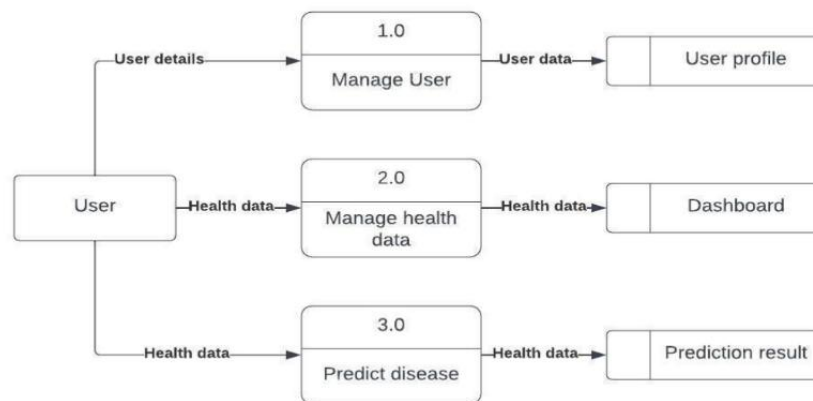 1.0
User details
Manage User
User data
User profile
User
Health data
2.0
Manage health
data
Health data
Dashboard
Health data
3.0
Predict disease
Health data
Prediction result